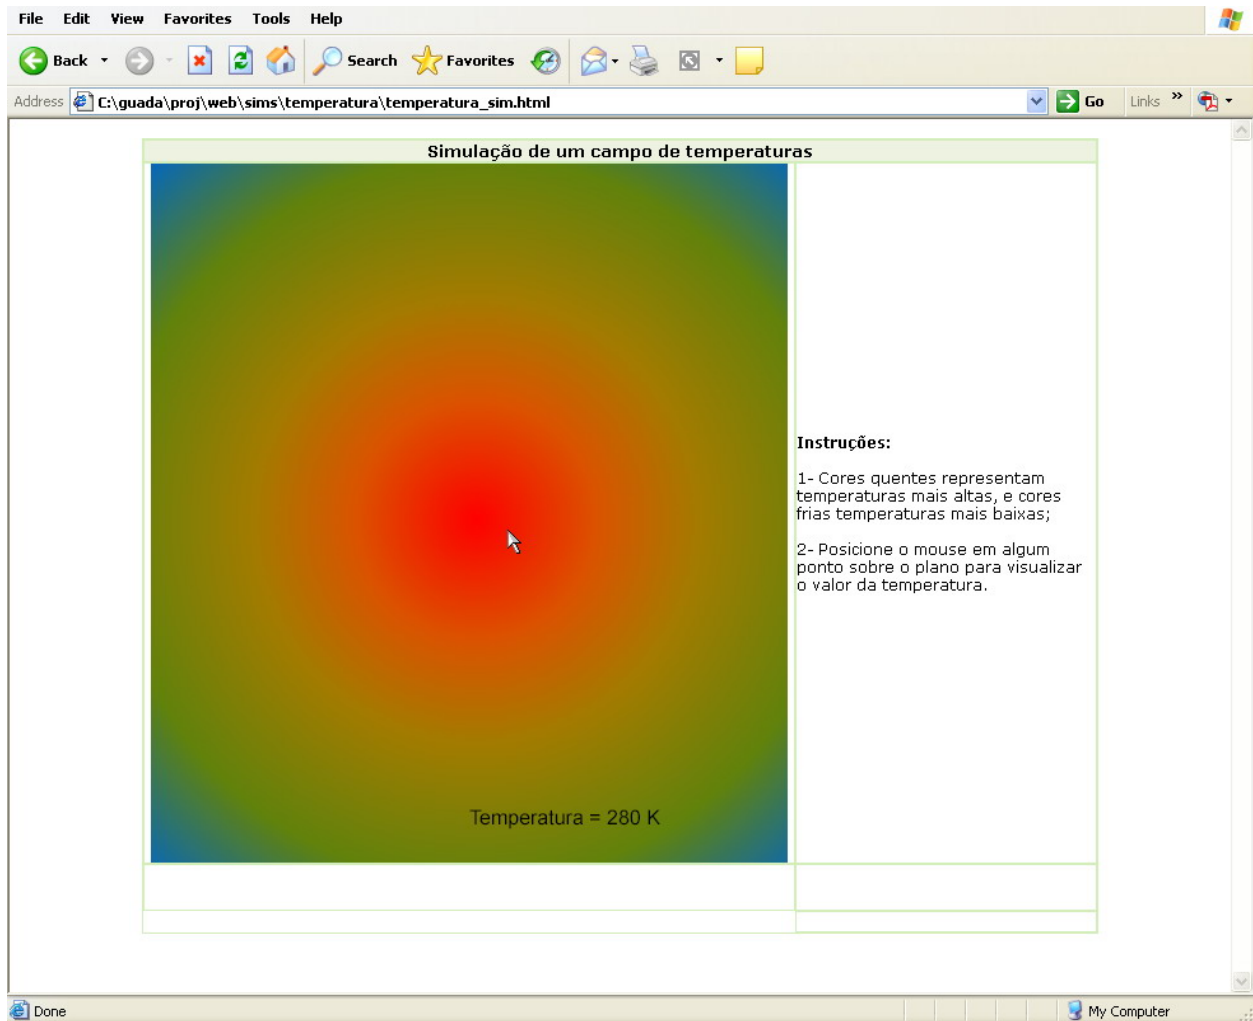 File Edit View Favorites Tools Help
Back Search Favorites
Address C:\guada\proj\web\sims\temperatura\temperatura_sim.html Go Links »
Simulação de um campo de temperaturas
Instruções:
1- Cores quentes representam
temperaturas mais altas, e cores
frias temperaturas mais baixas;
2- Posicione o mouse em algum
ponto sobre o plano para visualizar
o valor da temperatura.
Temperatura = 280 K
Done My Computer